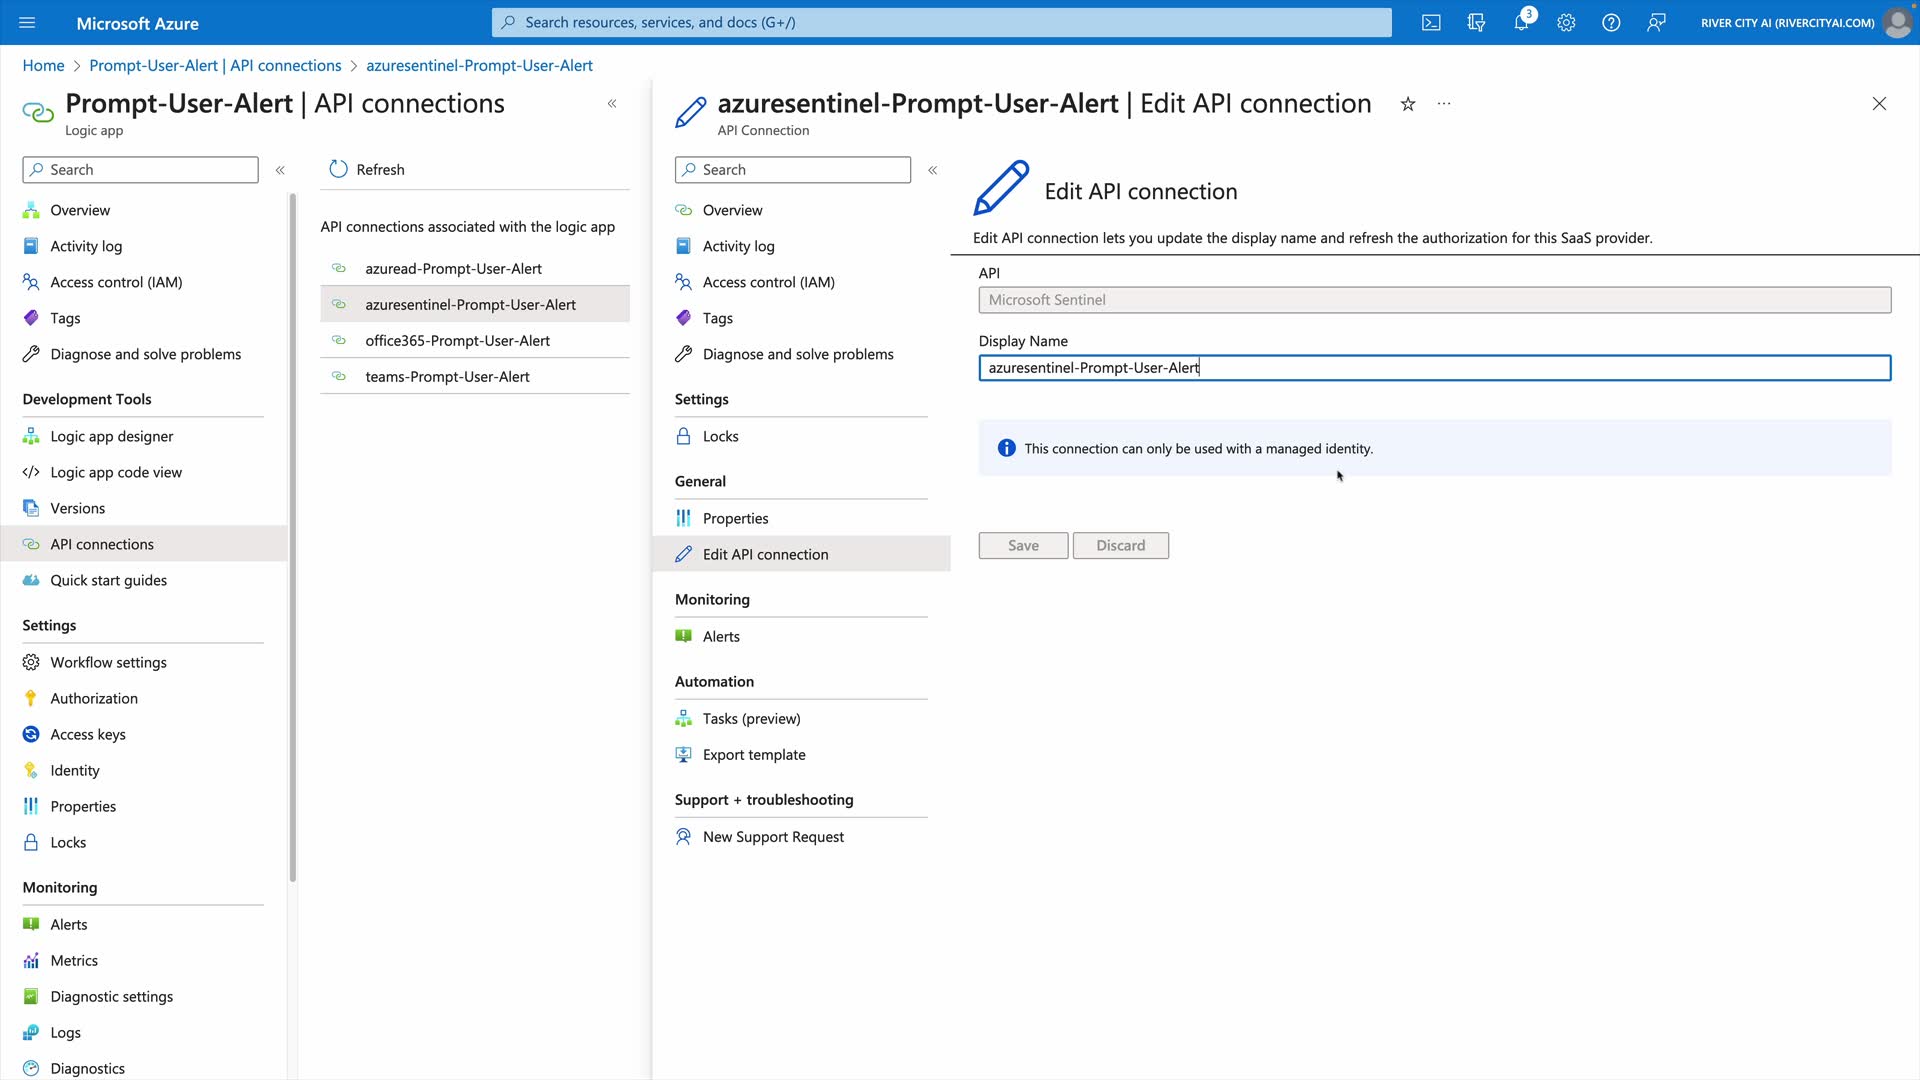 Microsoft Azure
Search resources, services, and docs (G+/)
3
RIVER CITY AI (RIVERCITYAI.COM)
Home > Prompt-User-Alert | API connections > azuresentinel-Prompt-User-Alert
Prompt-User-Alert | API connections
Logic app
Search
Overview
Activity log
Access control (IAM)
Tags
Diagnose and solve problems
Development Tools
Logic app designer
Logic app code view
Versions
API connections
Quick start guides
Settings
Workflow settings
Authorization
Access keys
Identity
Properties
Locks
Monitoring
Alerts
Metrics
Diagnostic settings
Logs
Diagnostics
Refresh
API connections associated with the logic app
azuread-Prompt-User-Alert
azuresentinel-Prompt-User-Alert
office365-Prompt-User-Alert
teams-Prompt-User-Alert
azuresentinel-Prompt-User-Alert | Edit API connection
API Connection
Search
Overview
Activity log
Access control (IAM)
Tags
Diagnose and solve problems
Settings
Locks
General
Properties
Edit API connection
Monitoring
Alerts
Automation
Tasks (preview)
Export template
Support + troubleshooting
New Support Request
Edit API connection
Edit API connection lets you update the display name and refresh the authorization for this SaaS provider.
API
Microsoft Sentinel
Display Name
azuresentinel-Prompt-User-Alert
This connection can only be used with a managed identity.
Save
Discard